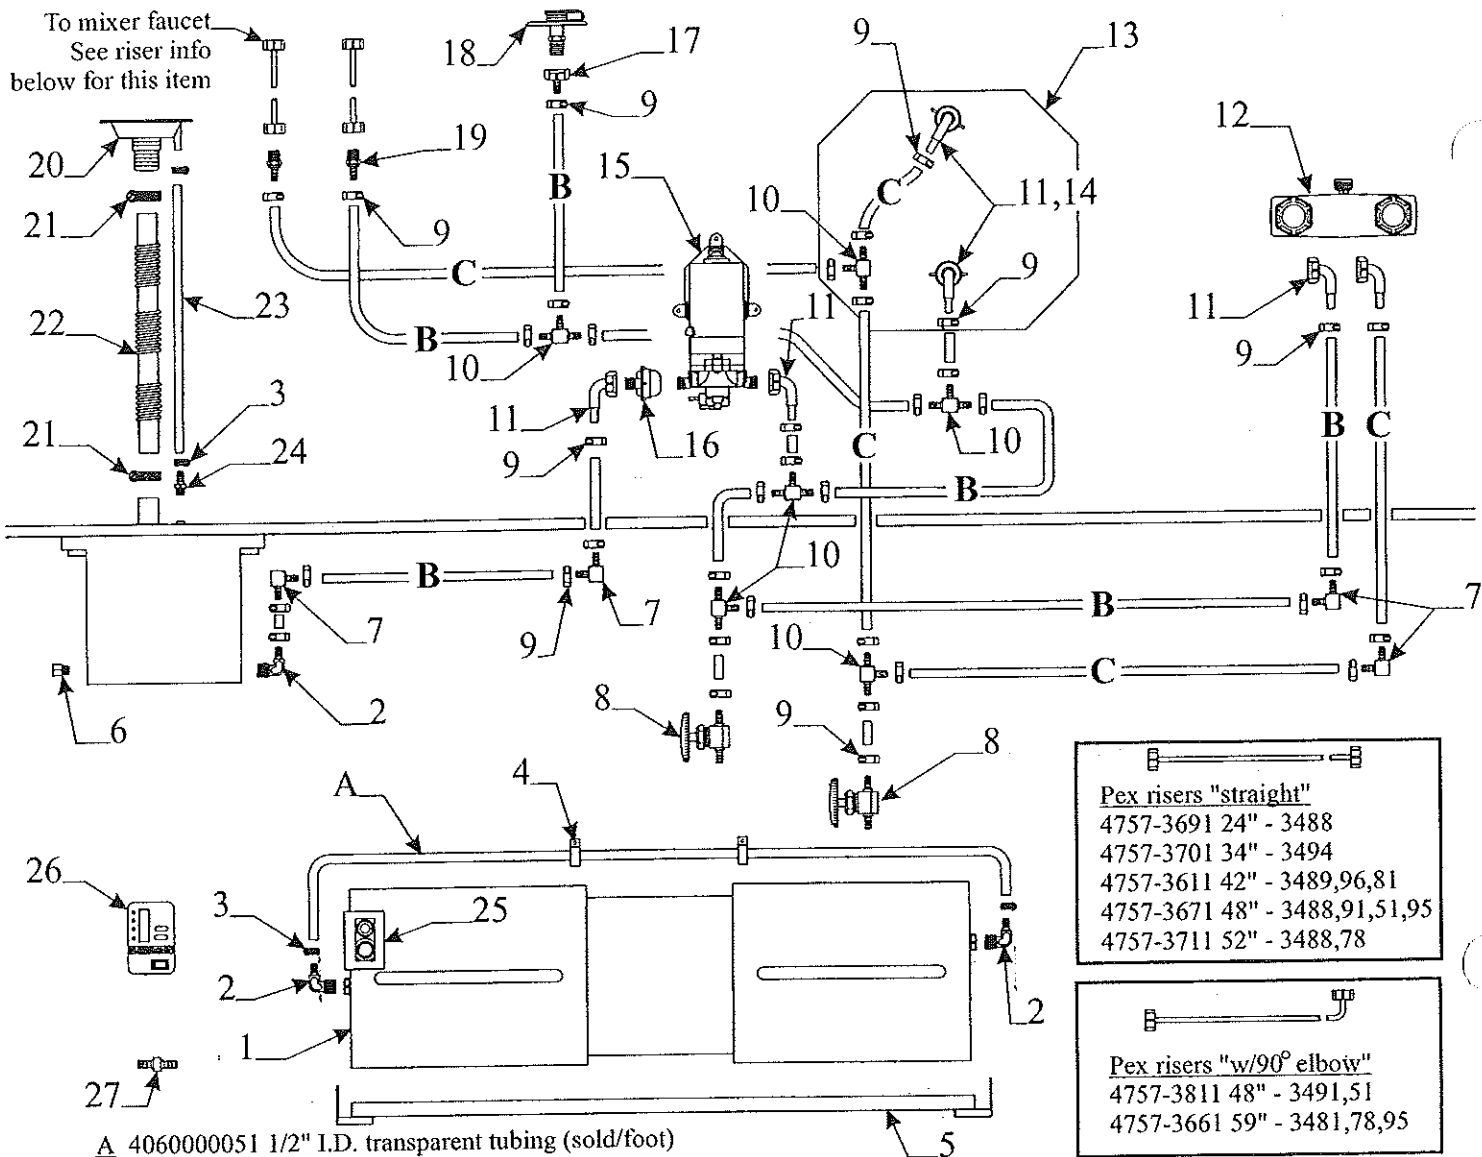 To mixer faucet
See riser info
below for this item
18
17
9
9
13
12
20
19
B
15
10
C
11,14
21
9
C
9
11
22
23
B
10
11
9
3
11
16
10
B
C
21
24
9
C
B
10
B
7
9
7
B
7
10
C
6
2
8
9
8
A
4
26
3
25
2
2
1
27
5
Pex risers "straight"
4757-3691 24" - 3488
4757-3701 34" - 3494
4757-3611 42" - 3489,96,81
4757-3671 48" - 3488,91,51,95
4757-3711 52" - 3488,78
Pex risers "w/90° elbow"
4757-3811 48" - 3491,51
4757-3661 59" - 3481,78,95
A 4060000051 1/2" I.D. transparent tubing (sold/foot)